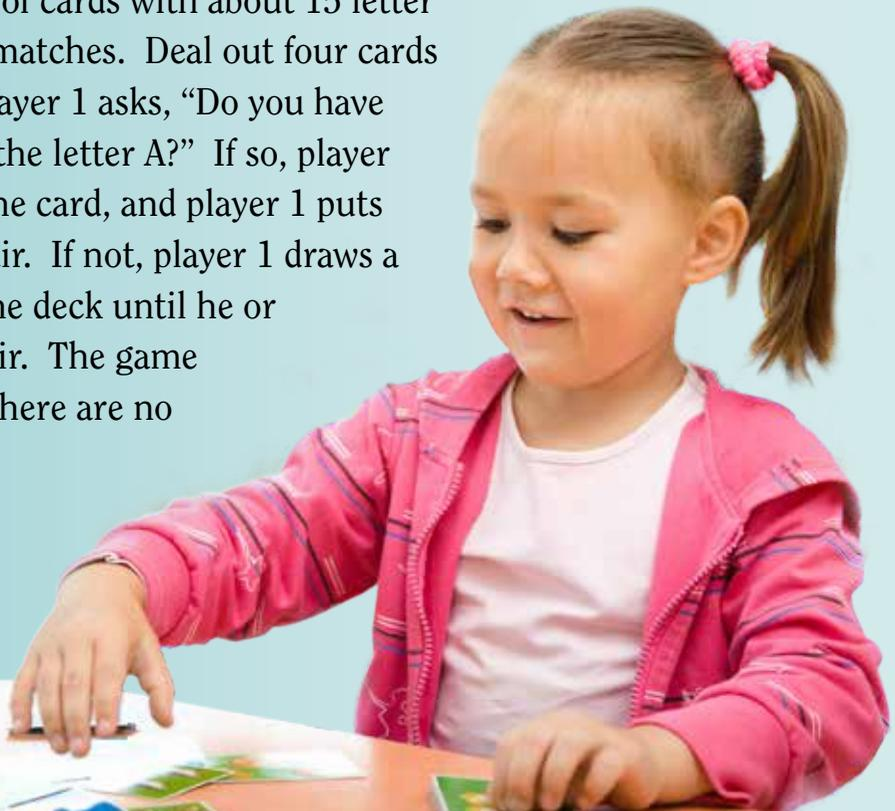 of cards with about 15 letter
matches. Deal out four cards
ayer 1 asks, “Do you have
the letter A?” If so, player
ne card, and player 1 puts
ir. If not, player 1 draws a
he deck until he or
ir. The game
here are no